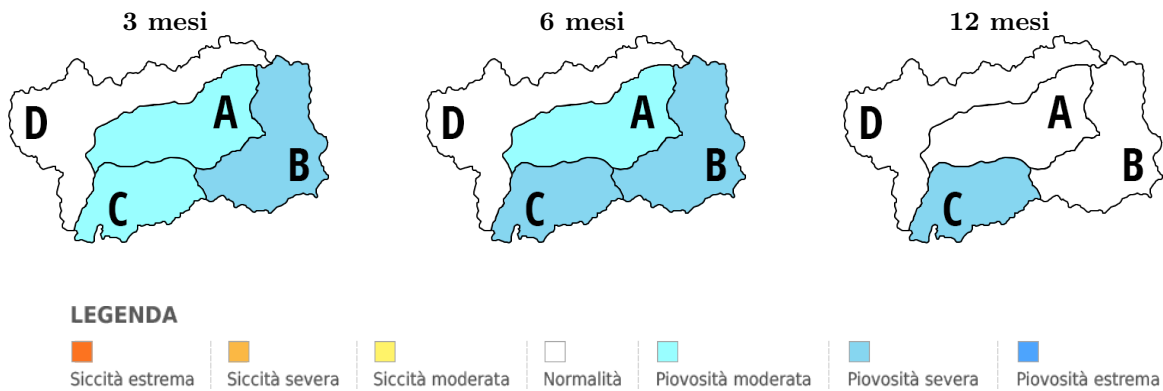 3 mesi 6 mesi 12 mesi
A A A
D D D
B B B
C C C
LEGENDA
Siccità estrema Siccità severa Siccità moderata Normalità Piovosità moderata Piovosità severa Piovosità estrema